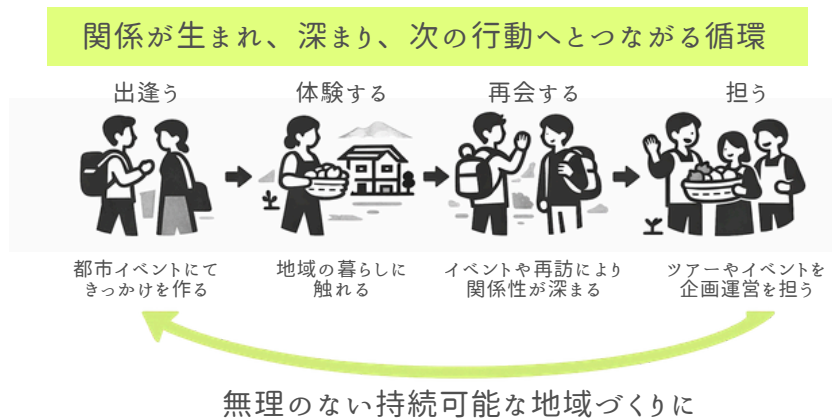 関係が生まれ、深まり、次の行動へとつながる循環
出逢う
体験する
再会する
担う
都市イベントにて
きっかけを作る
地域の暮らしに
触れる
イベントや再訪により
関係性が深まる
ツアーやイベントを
企画運営を担う
無理のない持続可能な地域づくりに